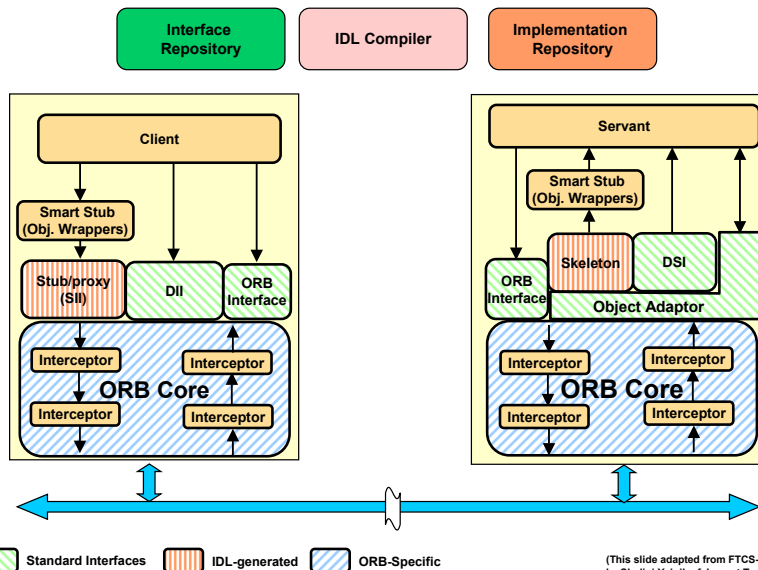 Interface
Repository
IDL Compiler
Implementation
Repository
Client
Smart Stub
(Obj. Wrappers)
Stub/proxy
(SII)
DII
ORB
Interface
Interceptor
Interceptor
ORB Core
Interceptor
Interceptor
Servant
Smart Stub
(Obj. Wrappers)
ORB
Interface
Skeleton
DSI
Object Adaptor
Interceptor
Interceptor
ORB Core
Interceptor
Interceptor
Standard Interfaces
IDL-generated
ORB-Specific
(This slide adapted from FTCS-